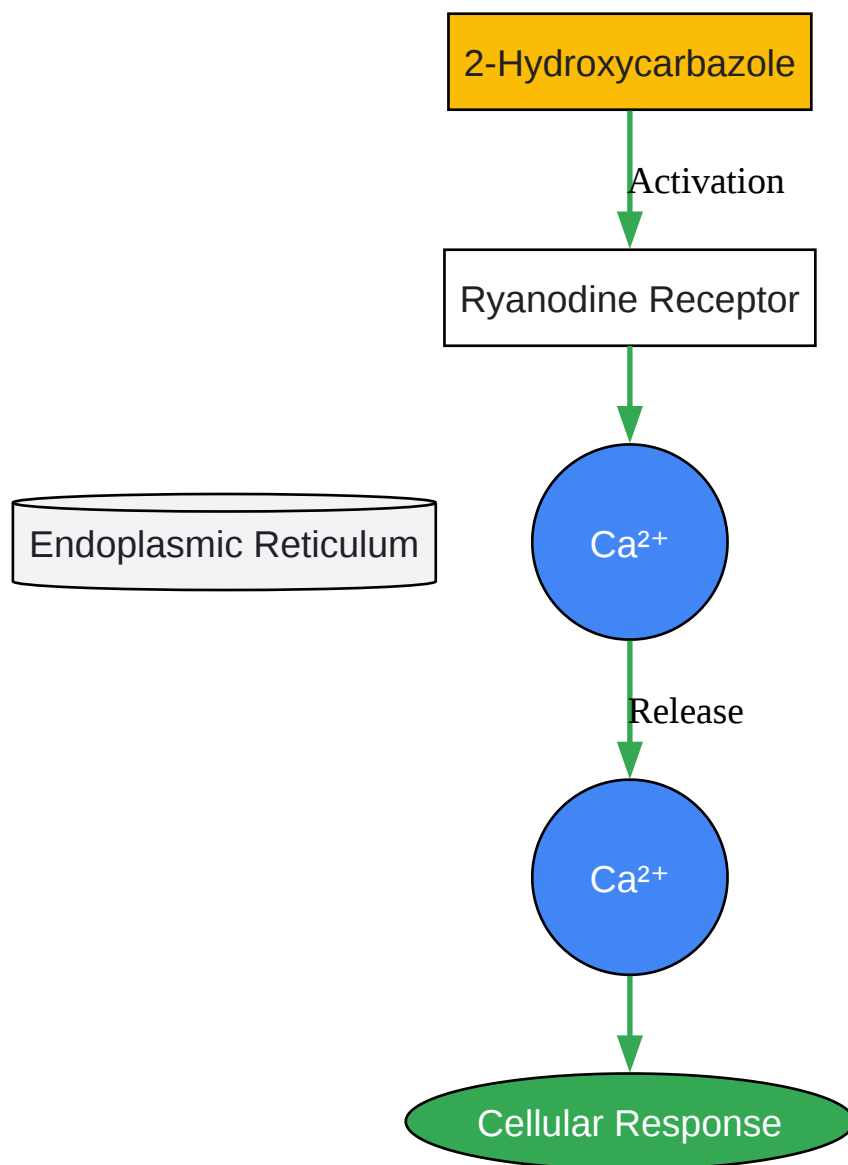 2-Hydroxycarbazole
Activation
Ryanodine Receptor
Endoplasmic Reticulum
Ca²⁺
Release
Ca²⁺
Cellular Response